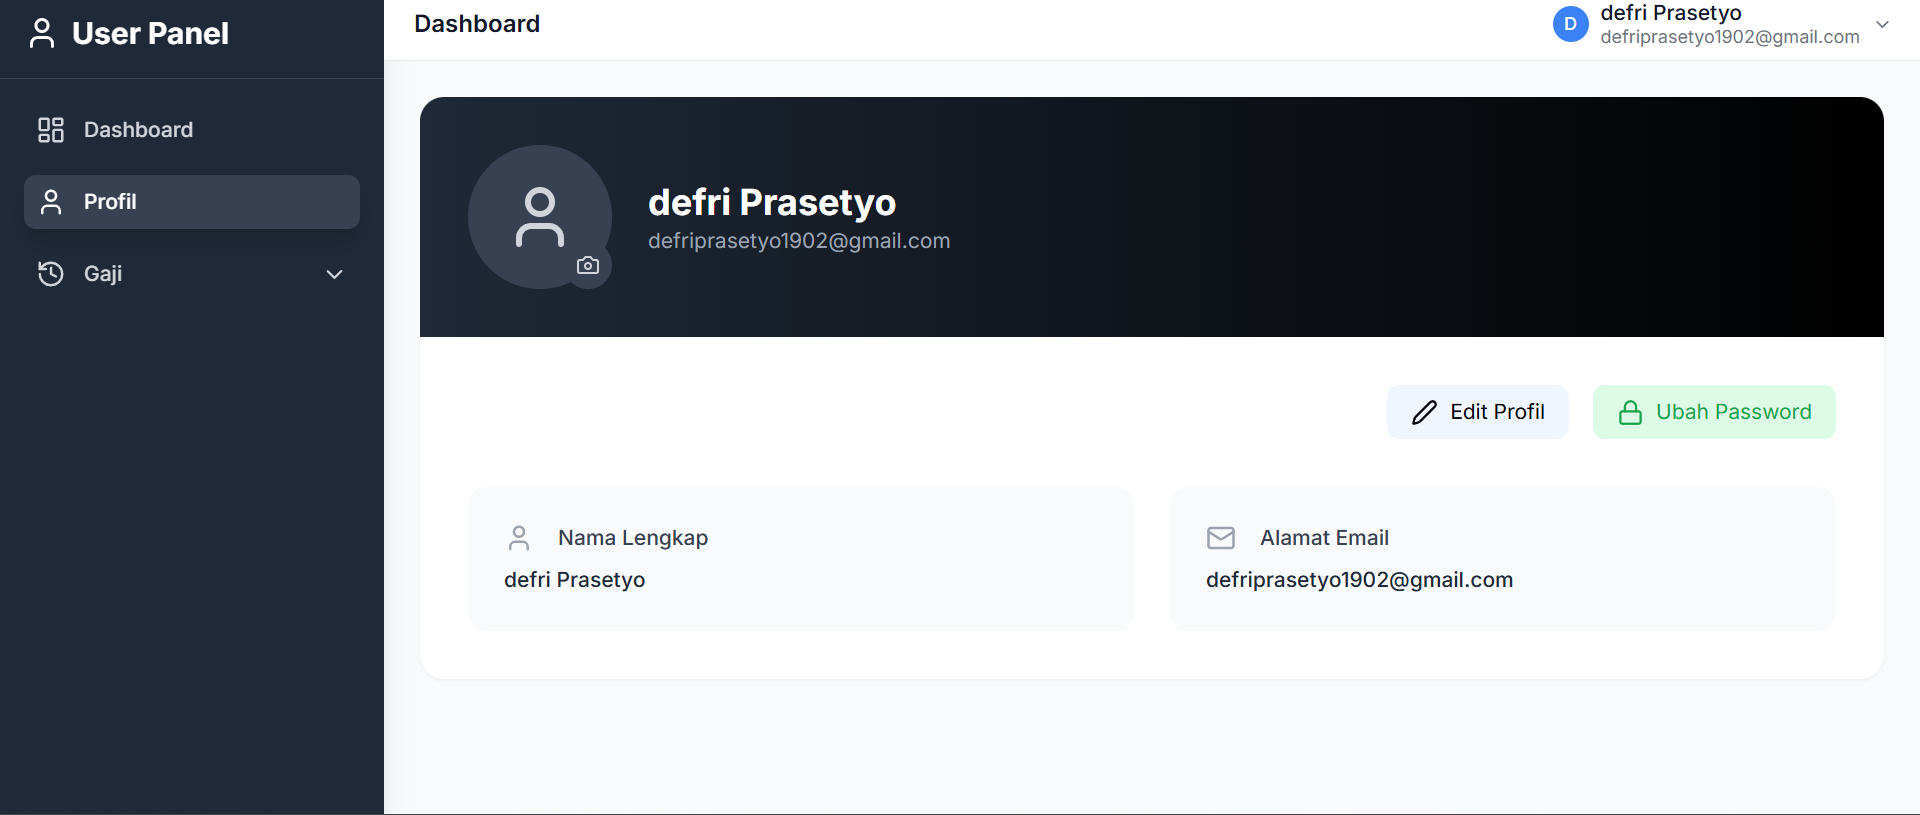 User Panel
Dashboard
Profil
Gaji
Dashboard
D
defri Prasetyo
defriprasetyo1902@gmail.com
defri Prasetyo
defriprasetyo1902@gmail.com
Edit Profil
Ubah Password
Nama Lengkap
defri Prasetyo
Alamat Email
defriprasetyo1902@gmail.com